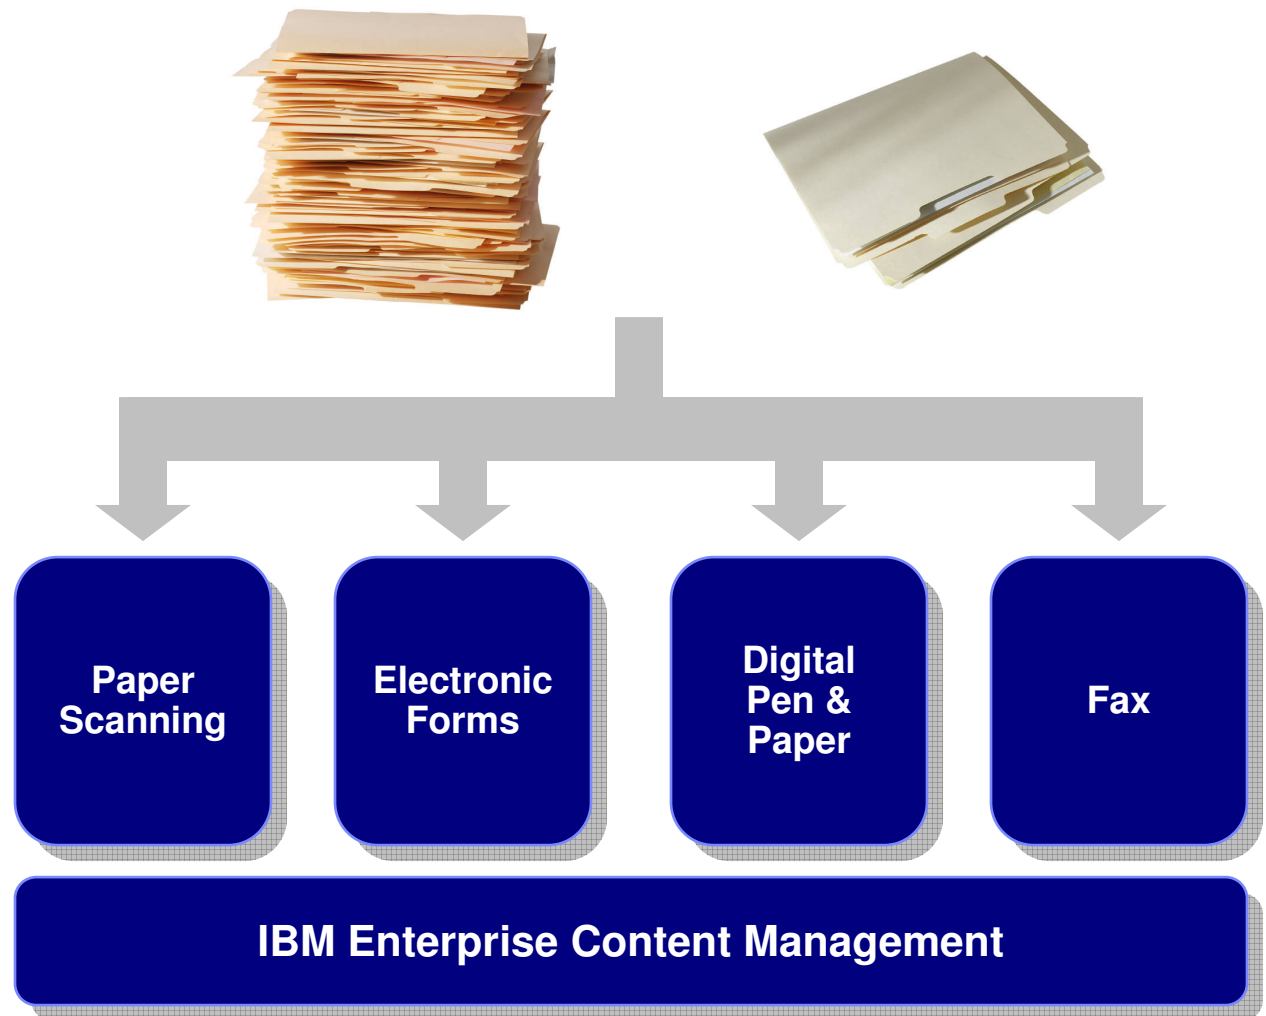 Paper
Scanning
Electronic
Forms
Digital
Pen &
Paper
Fax
IBM Enterprise Content Management